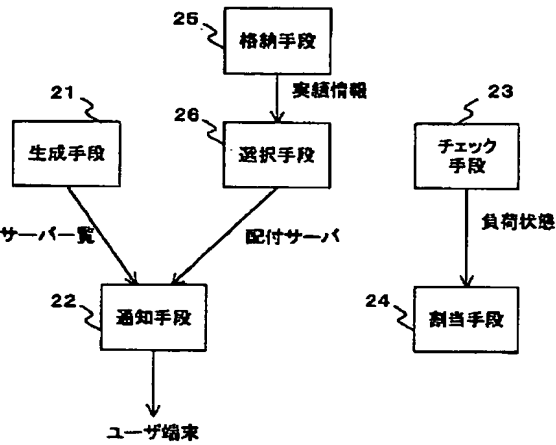 25
格納手段
実績情報
21
26
23
生成手段
選択手段
チェック
手段
サーバ一覧
配付サーバ
負荷状態
22
通知手段
24
割当手段
ユーザ端末